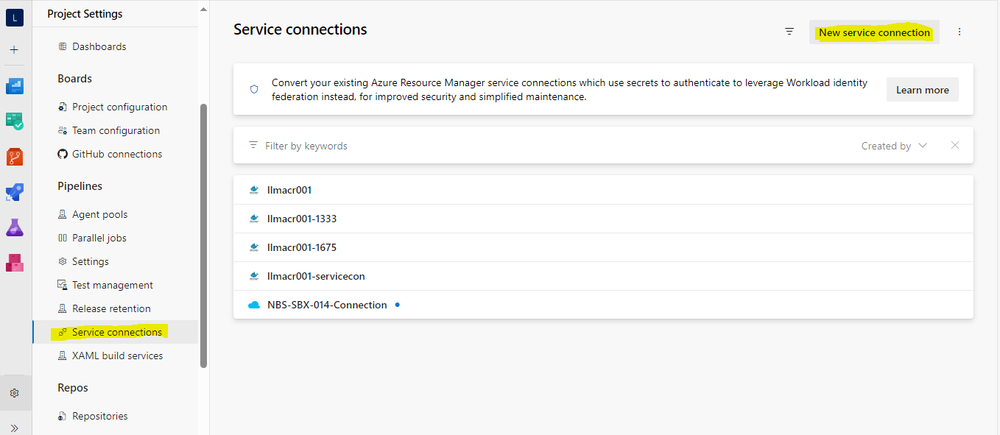 L
Project Settings
Dashboards
Boards
Project configuration
Team configuration
GitHub connections
Pipelines
Agent pools
Parallel jobs
Settings
Test management
Release retention
Service connections
XAML build services
Repos
Repositories
Service connections
New service connection
Convert your existing Azure Resource Manager service connections which use secrets to authenticate to leverage Workload identity
federation instead, for improved security and simplified maintenance.
Learn more
Filter by keywords
Created by
llmacr001
llmacr001-1333
llmacr001-1675
llmacr001-servicecon
NBS-SBX-014-Connection